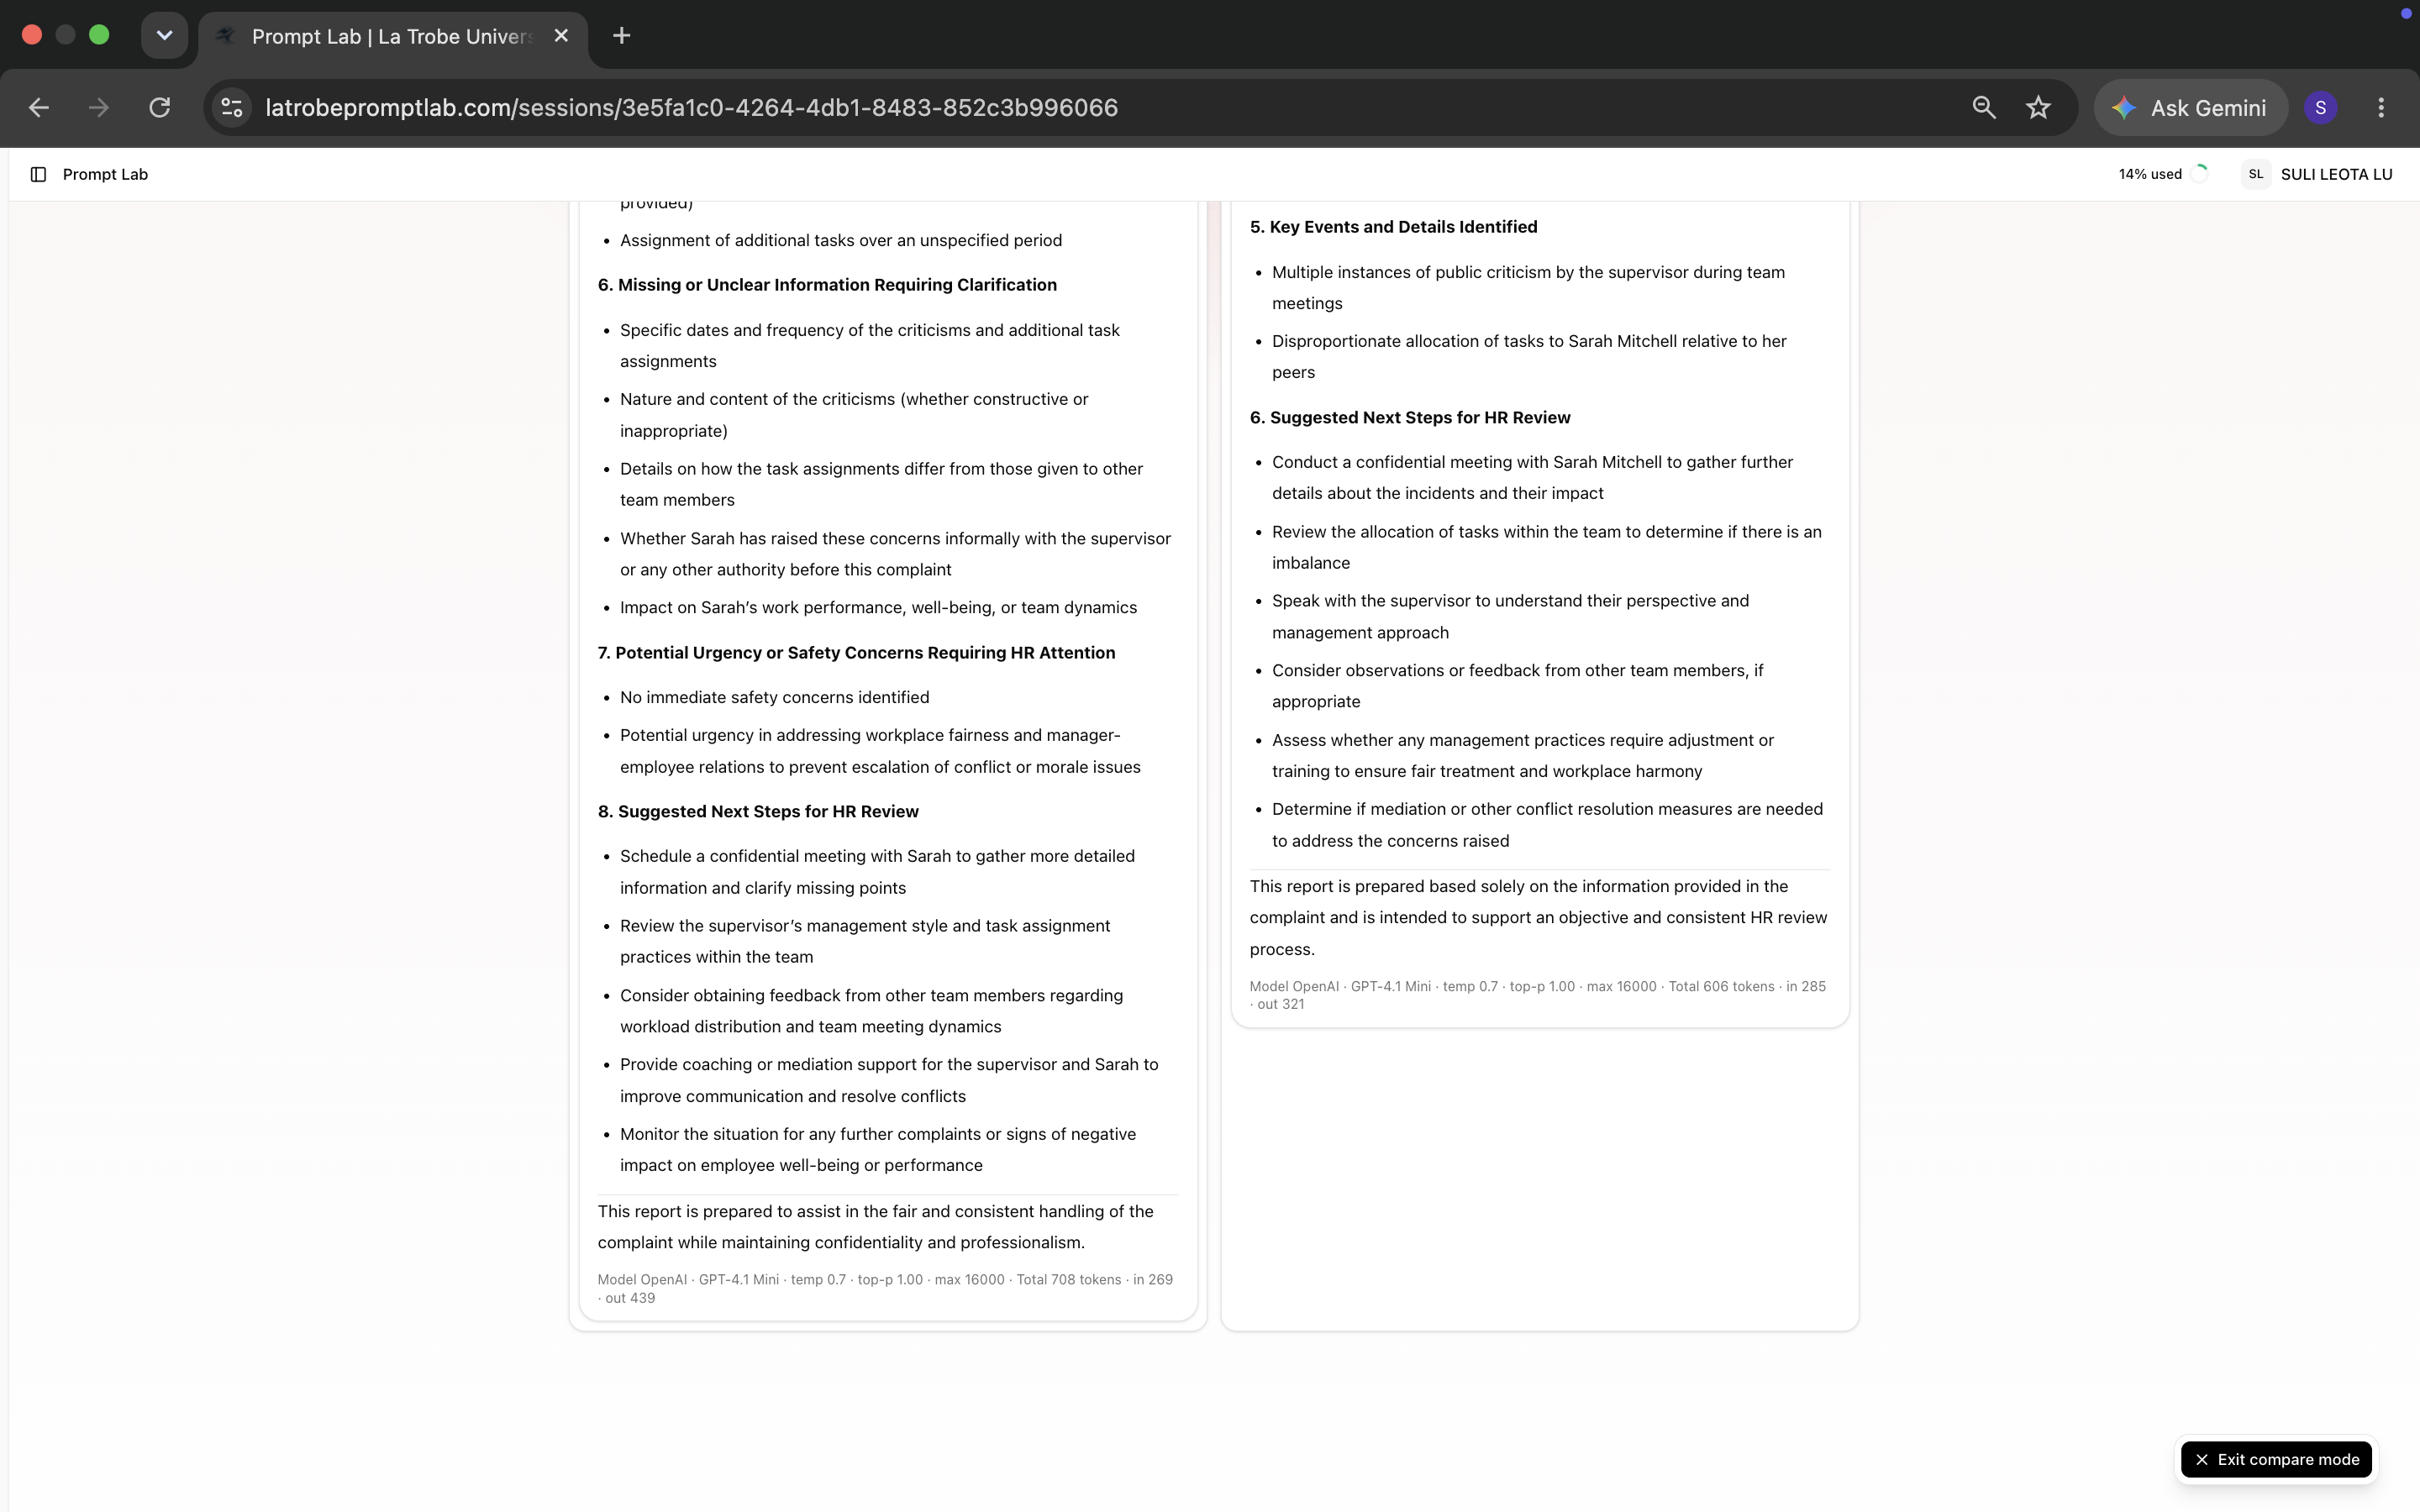 Prompt Lab | La Trobe Univers
latrobepromptlab.com/sessions/3e5fa1c0-4264-4db1-8483-852c3b996066
Ask Gemini
S
Prompt Lab
14% used
SL
SULI LEOTA LU
provided)
• Assignment of additional tasks over an unspecified period
6. Missing or Unclear Information Requiring Clarification
• Specific dates and frequency of the criticisms and additional task
assignments
• Nature and content of the criticisms (whether constructive or
inappropriate)
• Details on how the task assignments differ from those given to other
team members
• Whether Sarah has raised these concerns informally with the supervisor
or any other authority before this complaint
• Impact on Sarah’s work performance, well-being, or team dynamics
7. Potential Urgency or Safety Concerns Requiring HR Attention
• No immediate safety concerns identified
• Potential urgency in addressing workplace fairness and manager-
employee relations to prevent escalation of conflict or morale issues
8. Suggested Next Steps for HR Review
• Schedule a confidential meeting with Sarah to gather more detailed
information and clarify missing points
• Review the supervisor’s management style and task assignment
practices within the team
• Consider obtaining feedback from other team members regarding
workload distribution and team meeting dynamics
• Provide coaching or mediation support for the supervisor and Sarah to
improve communication and resolve conflicts
• Monitor the situation for any further complaints or signs of negative
impact on employee well-being or performance
This report is prepared to assist in the fair and consistent handling of the
complaint while maintaining confidentiality and professionalism.
Model OpenAI · GPT-4.1 Mini · temp 0.7 · top-p 1.00 · max 16000 · Total 708 tokens · in 269
· out 439
5. Key Events and Details Identified
• Multiple instances of public criticism by the supervisor during team
meetings
• Disproportionate allocation of tasks to Sarah Mitchell relative to her
peers
6. Suggested Next Steps for HR Review
• Conduct a confidential meeting with Sarah Mitchell to gather further
details about the incidents and their impact
• Review the allocation of tasks within the team to determine if there is an
imbalance
• Speak with the supervisor to understand their perspective and
management approach
• Consider observations or feedback from other team members, if
appropriate
• Assess whether any management practices require adjustment or
training to ensure fair treatment and workplace harmony
• Determine if mediation or other conflict resolution measures are needed
to address the concerns raised
This report is prepared based solely on the information provided in the
complaint and is intended to support an objective and consistent HR review
process.
Model OpenAI · GPT-4.1 Mini · temp 0.7 · top-p 1.00 · max 16000 · Total 606 tokens · in 285
· out 321
Exit compare mode